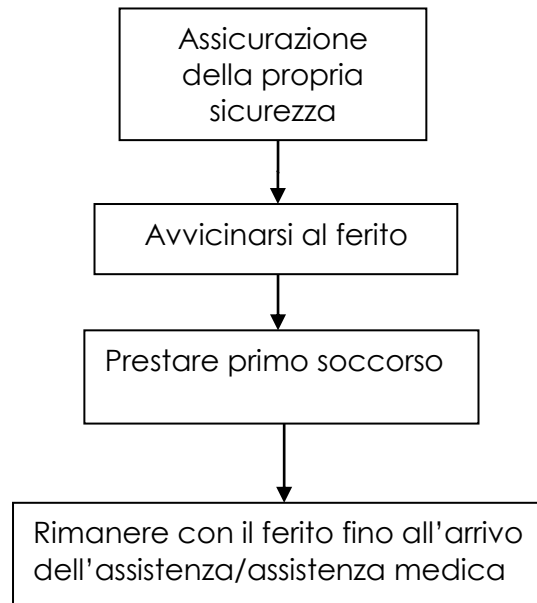 Assicurazione
della propria
sicurezza
Avvicinarsi al ferito
Prestare primo soccorso
Rimanere con il ferito fino all’arrivo
dell’assistenza/assistenza medica